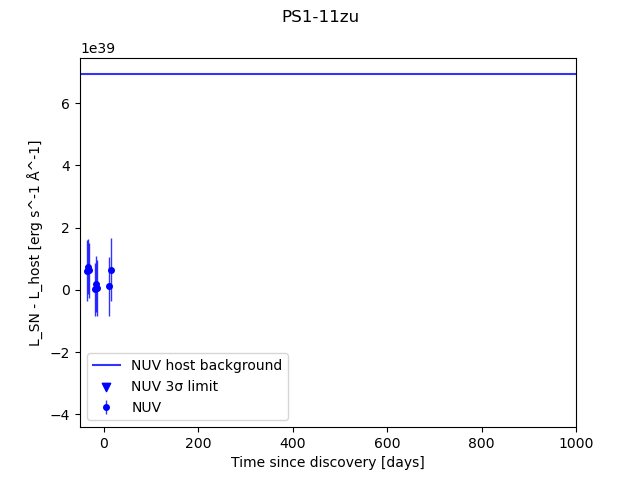 PS1-11zu
1e39
6
4
2
0
−2
−4
L_SN - L_host [erg s^-1 Å^-1]
NUV host background
NUV 3σ limit
NUV
0 200 400 600 800 1000
Time since discovery [days]